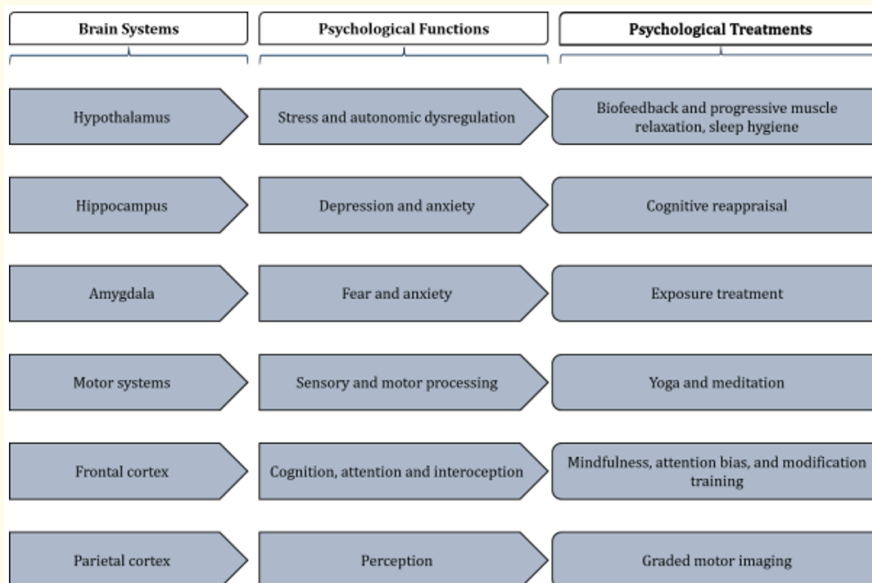 Brain Systems
Psychological Functions
Psychological Treatments
Hypothalamus
Stress and autonomic dysregulation
Biofeedback and progressive muscle
relaxation, sleep hygiene
Hippocampus
Depression and anxiety
Cognitive reappraisal
Amygdala
Fear and anxiety
Exposure treatment
Motor systems
Sensory and motor processing
Yoga and meditation
Frontal cortex
Cognition, attention and interoception
Mindfulness, attention bias, and modification
training
Parietal cortex
Perception
Graded motor imaging